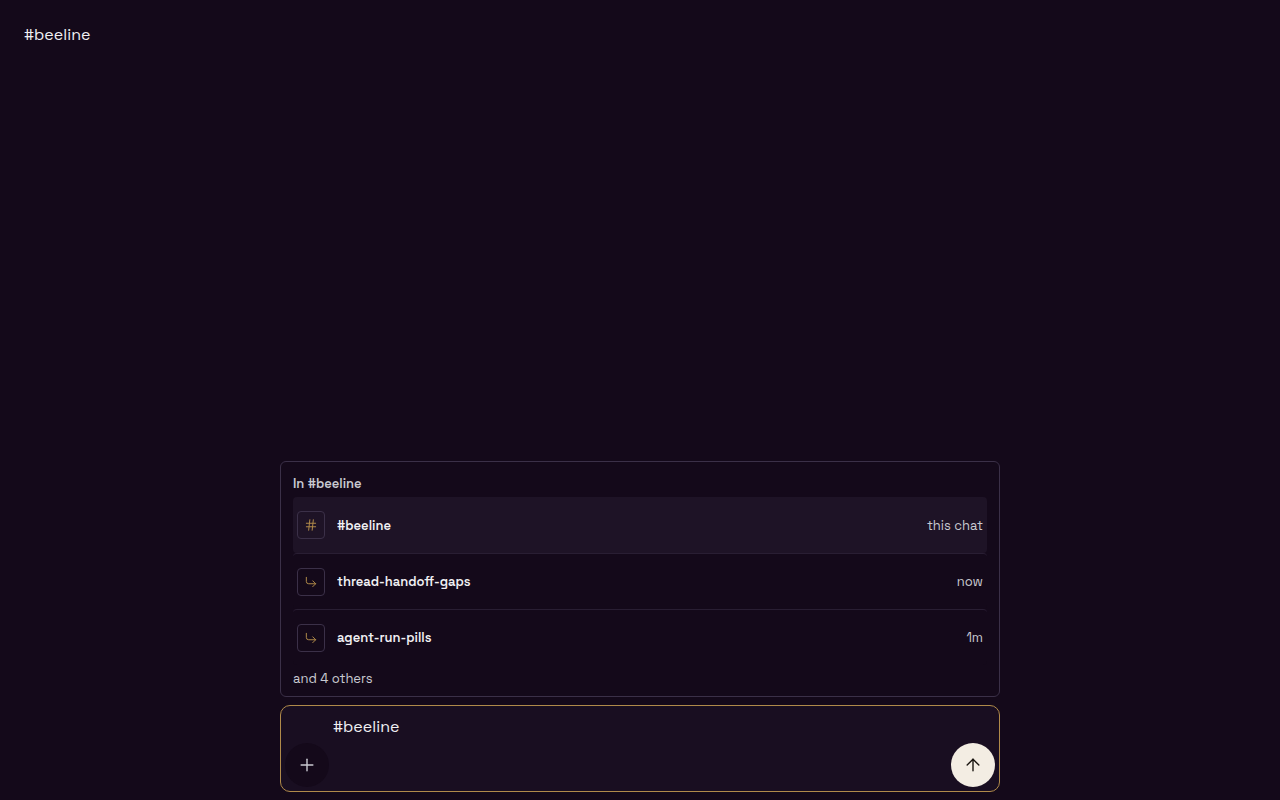 #beeline
In #beeline
#beeline this chat
thread-handoff-gaps now
agent-run-pills 1m
and 4 others
#beeline